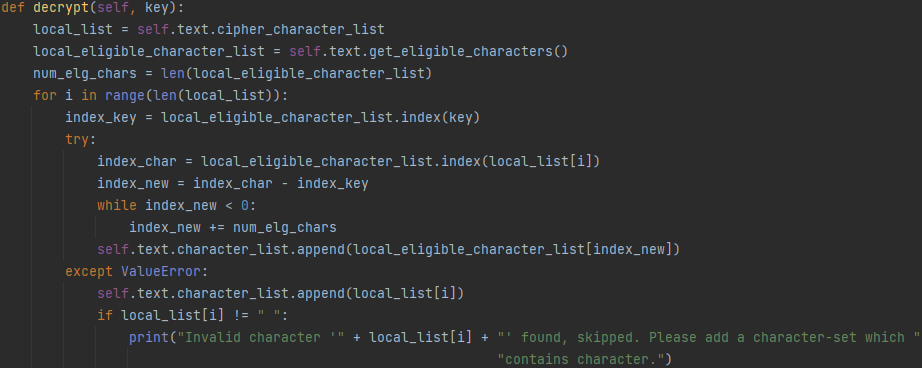 def decrypt(self, key):
    local_list = self.text.cipher_character_list
    local_eligible_character_list = self.text.get_eligible_characters()
    num_elg_chars = len(local_eligible_character_list)
    for i in range(len(local_list)):
        index_key = local_eligible_character_list.index(key)
        try:
            index_char = local_eligible_character_list.index(local_list[i])
            index_new = index_char - index_key
            while index_new < 0:
                index_new += num_elg_chars
            self.text.character_list.append(local_eligible_character_list[index_new])
        except ValueError:
            self.text.character_list.append(local_list[i])
            if local_list[i] != " ":
                print("Invalid character '" + local_list[i] + "' found, skipped. Please add a character-set which "
                                                              "contains character.")